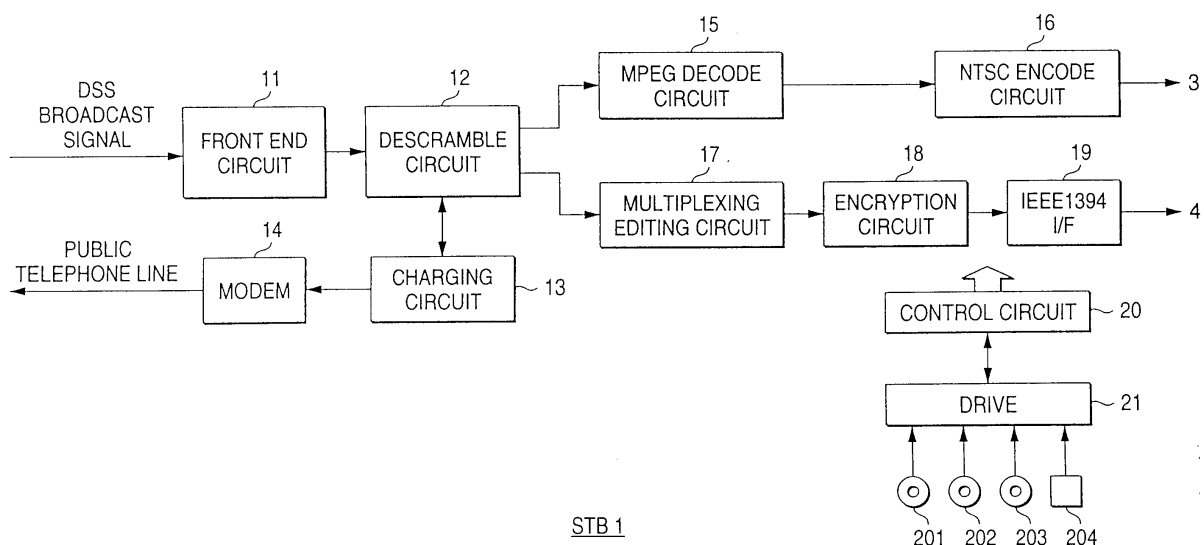 DSS
BROADCAST
SIGNAL
11
FRONT END
CIRCUIT
12
DESCRAMBLE
CIRCUIT
15
MPEG DECODE
CIRCUIT
16
NTSC ENCODE
CIRCUIT
3
17
MULTIPLEXING
EDITING CIRCUIT
18
ENCRYPTION
CIRCUIT
19
IEEE1394
I/F
4
PUBLIC
TELEPHONE LINE
14
MODEM
CHARGING
CIRCUIT
13
CONTROL CIRCUIT
20
DRIVE
21
201
202
203
204
STB 1